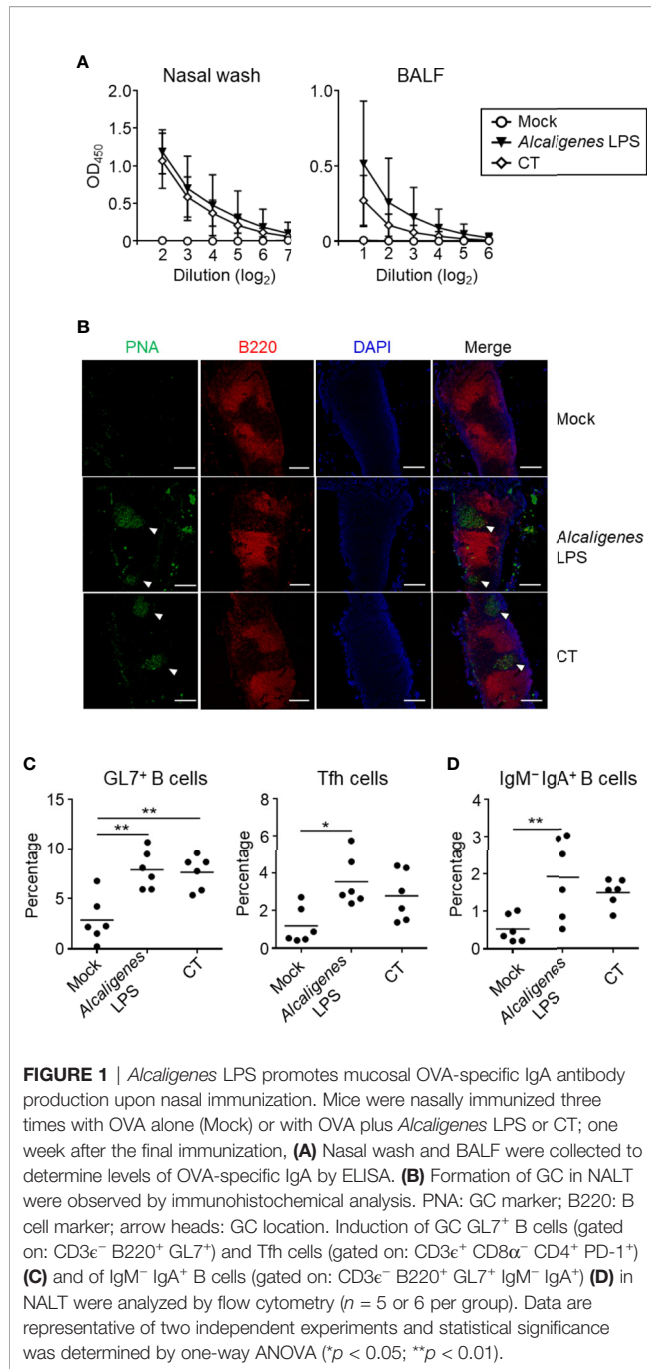 A
Nasal wash
BALF
Mock
Alcaligenes LPS
CT
OD450
2.0
1.5
1.0
0.5
0
2 3 4 5 6 7
Dilution (log2)
1.0
0.5
0
1 2 3 4 5 6
Dilution (log2)
B
PNA B220 DAPI Merge
Mock
Alcaligenes
LPS
CT
C
GL7+ B cells
Percentage
15
10
5
0
**
**
Mock
Alcaligenes
LPS
CT
Tfh cells
Percentage
8
6
4
2
0
*
Mock
Alcaligenes
LPS
CT
D
IgM− IgA+ B cells
Percentage
4
3
2
1
0
**
Mock
Alcaligenes
LPS
CT
FIGURE 1 | Alcaligenes LPS promotes mucosal OVA-specific IgA antibody
production upon nasal immunization. Mice were nasally immunized three
times with OVA alone (Mock) or with OVA plus Alcaligenes LPS or CT; one
week after the final immunization, (A) Nasal wash and BALF were collected to
determine levels of OVA-specific IgA by ELISA. (B) Formation of GC in NALT
were observed by immunohistochemical analysis. PNA: GC marker; B220: B
cell marker; arrow heads: GC location. Induction of GC GL7+ B cells (gated
on: CD3ϵ− B220+ GL7+) and Tfh cells (gated on: CD3ϵ+ CD8α− CD4+ PD-1+)
(C) and of IgM− IgA+ B cells (gated on: CD3ϵ− B220+ GL7+ IgM− IgA+) (D) in
NALT were analyzed by flow cytometry (n = 5 or 6 per group). Data are
representative of two independent experiments and statistical significance
was determined by one-way ANOVA (*p < 0.05; **p < 0.01).